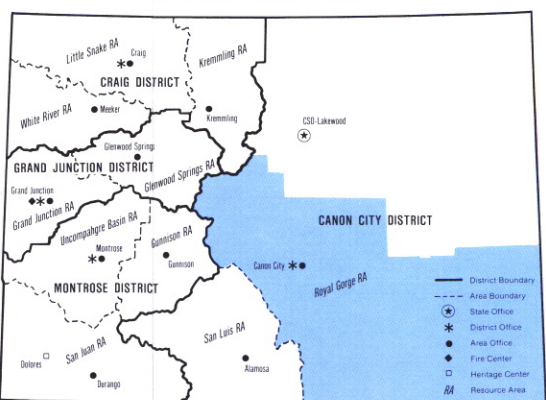 Little Snake RA
Craig
CRAIG DISTRICT
Kremmling RA
White River RA
Meeker
Kremmling
CSO-Lakewood
Glenwood Springs
GRAND JUNCTION DISTRICT
Glenwood Springs RA
Grand Junction
Grand Junction RA
CANON CITY DISTRICT
Uncompahgre Basin RA
Gunnison RA
Montrose
Gunnison
Canon City
Royal Gorge RA
MONTROSE DISTRICT
San Luis RA
San Juan RA
Dolores
Alamosa
Durango
District Boundary
Area Boundary
State Office
District Office
Area Office
Fire Center
Heritage Center
RA Resource Area